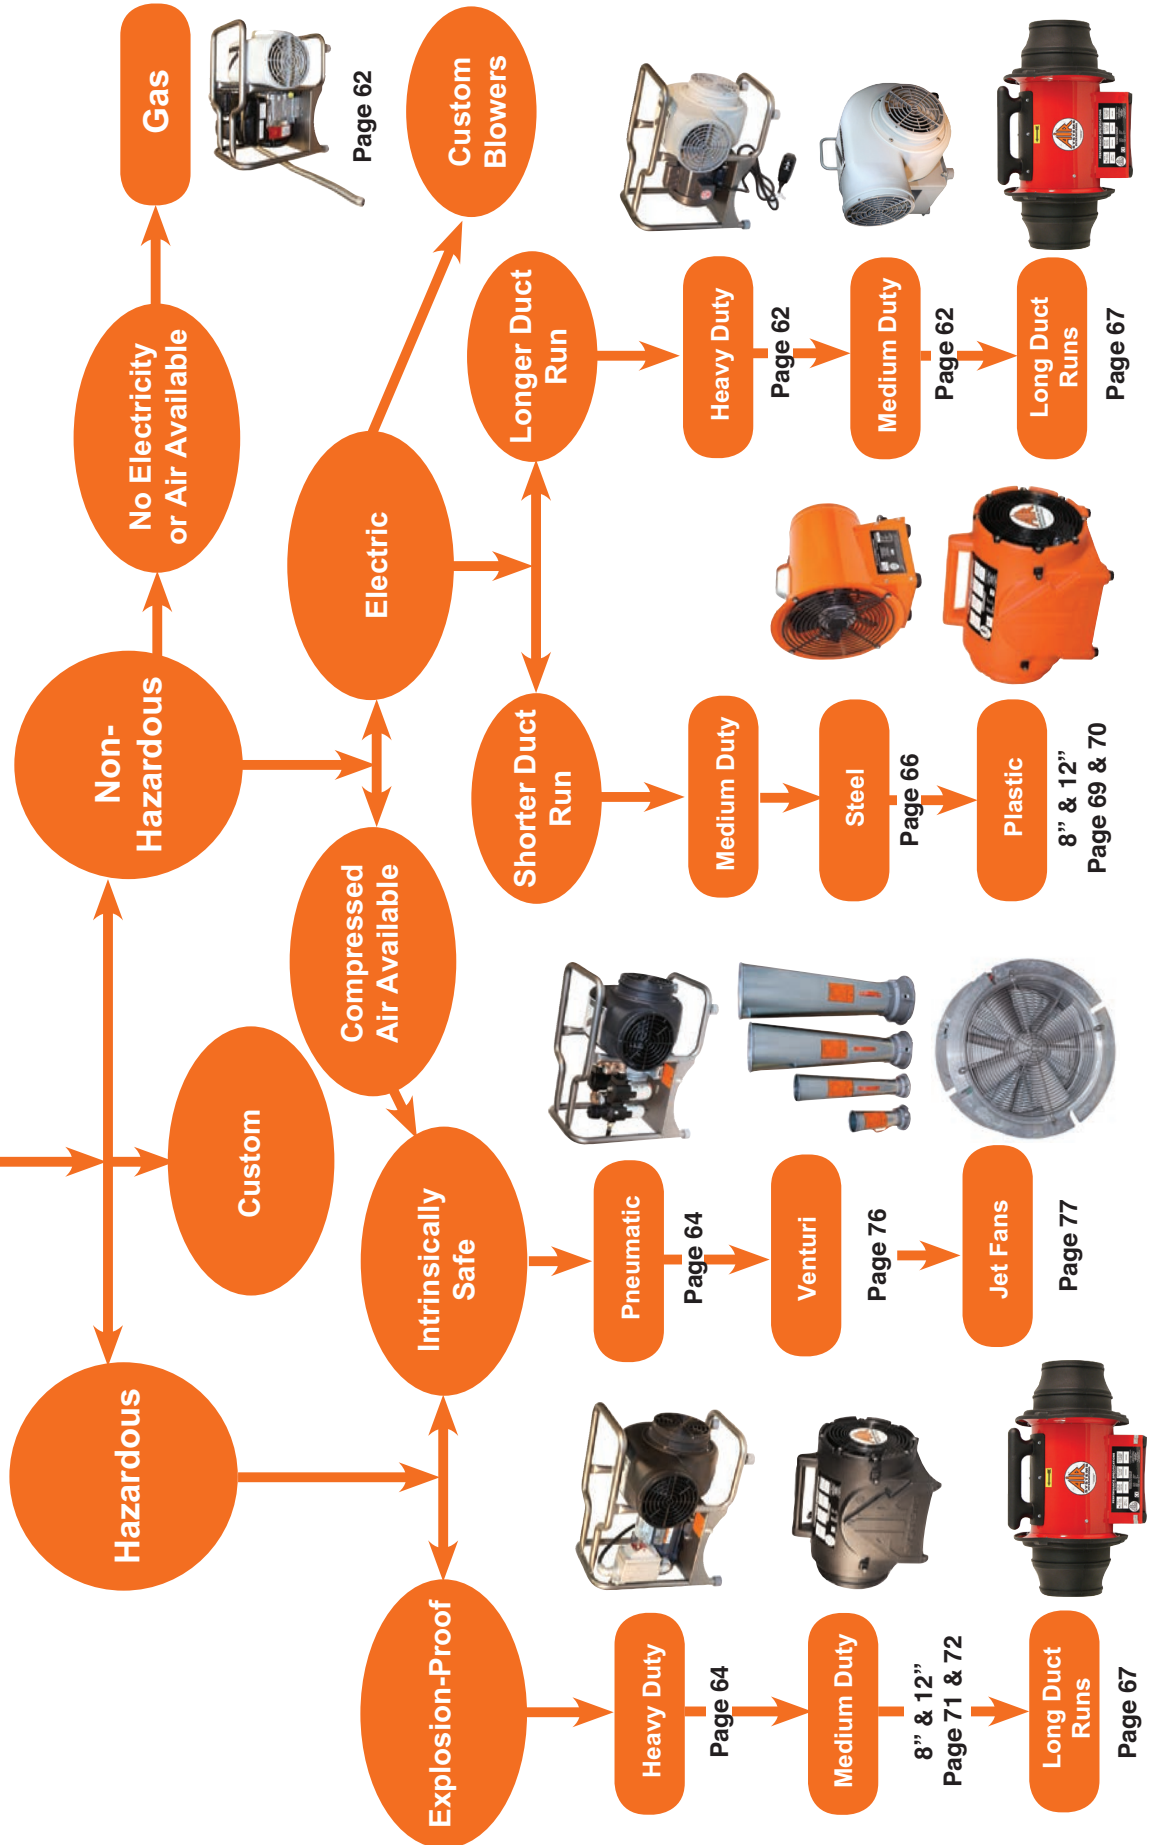 Hazardous
Non-
Hazardous
Custom
No Electricity
or Air Available
Gas
Page 62
Explosion-Proof
Intrinsically
Safe
Compressed
Air Available
Electric
Custom
Blowers
Shorter Duct
Run
Longer Duct
Run
Heavy Duty
Page 64
Medium Duty
8” & 12”
Page 71 & 72
Long Duct
Runs
Page 67
Pneumatic
Page 64
Venturi
Page 76
Jet Fans
Page 77
Medium Duty
Steel
Page 66
Plastic
8” & 12”
Page 69 & 70
Heavy Duty
Page 62
Medium Duty
Page 62
Long Duct
Runs
Page 67